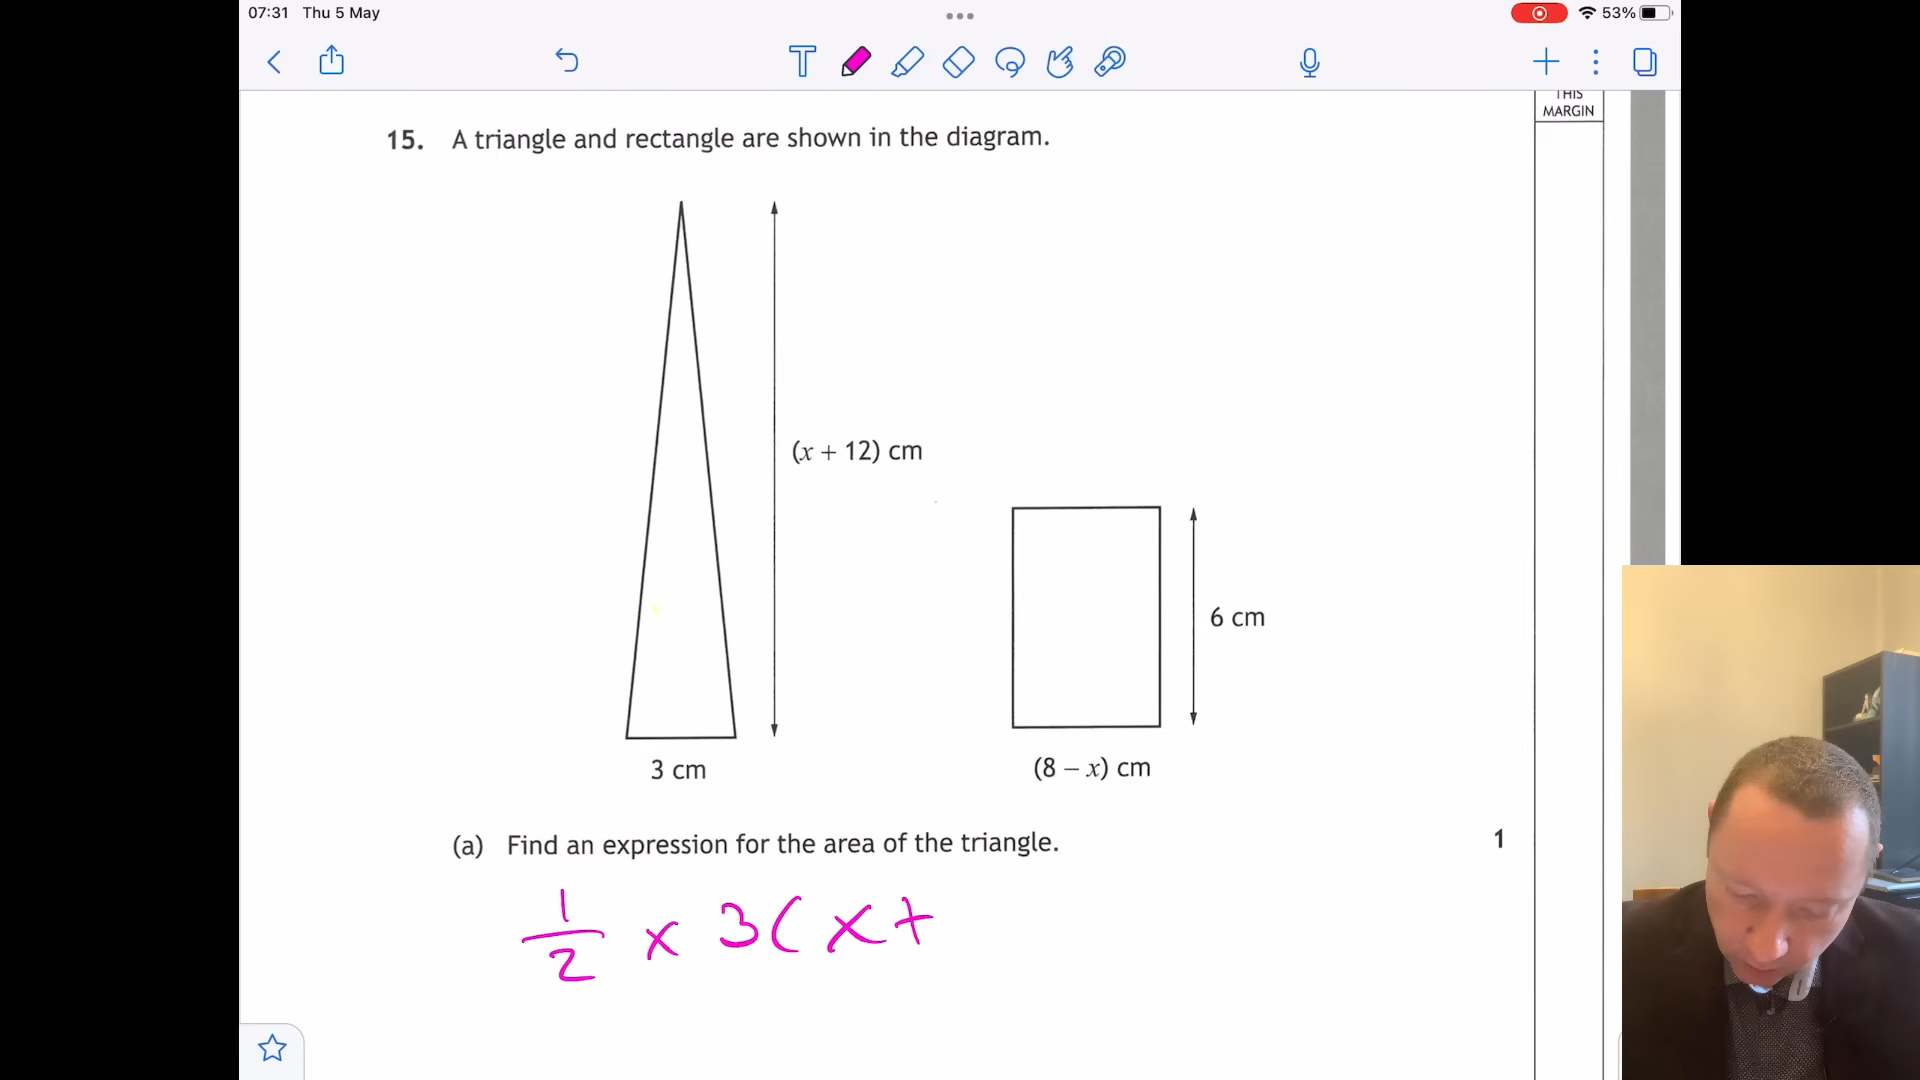 07:31 Thu 5 May
53%
THIS
MARGIN
15. A triangle and rectangle are shown in the diagram.
(x + 12) cm
6 cm
3 cm
(8 – x) cm
(a) Find an expression for the area of the triangle.
1
1/2 x 3( x +